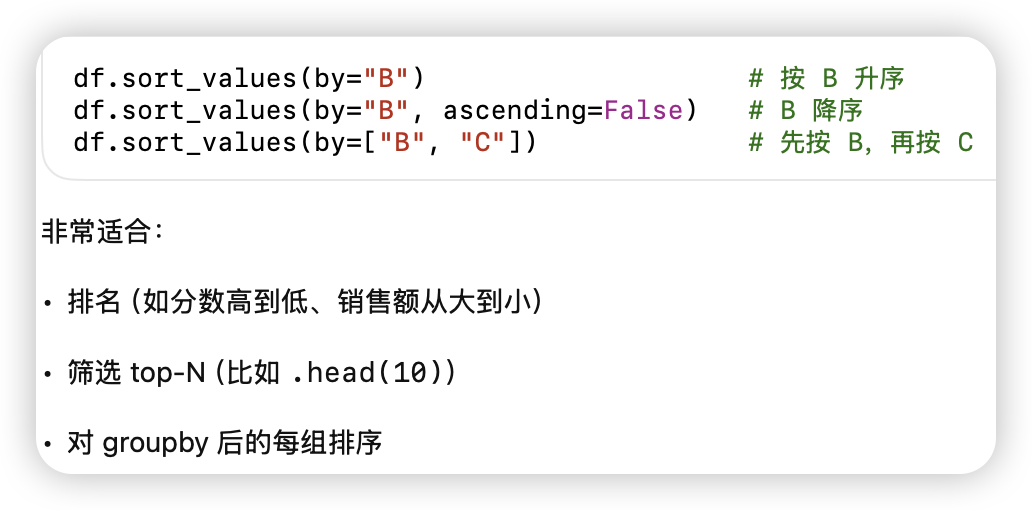 df.sort_values(by="B")                     # 按 B 升序
df.sort_values(by="B", ascending=False)    # B 降序
df.sort_values(by=["B", "C"])              # 先按 B，再按 C
非常适合：
• 排名（如分数高到低、销售额从大到小）
• 筛选 top-N（比如 .head(10)）
• 对 groupby 后的每组排序